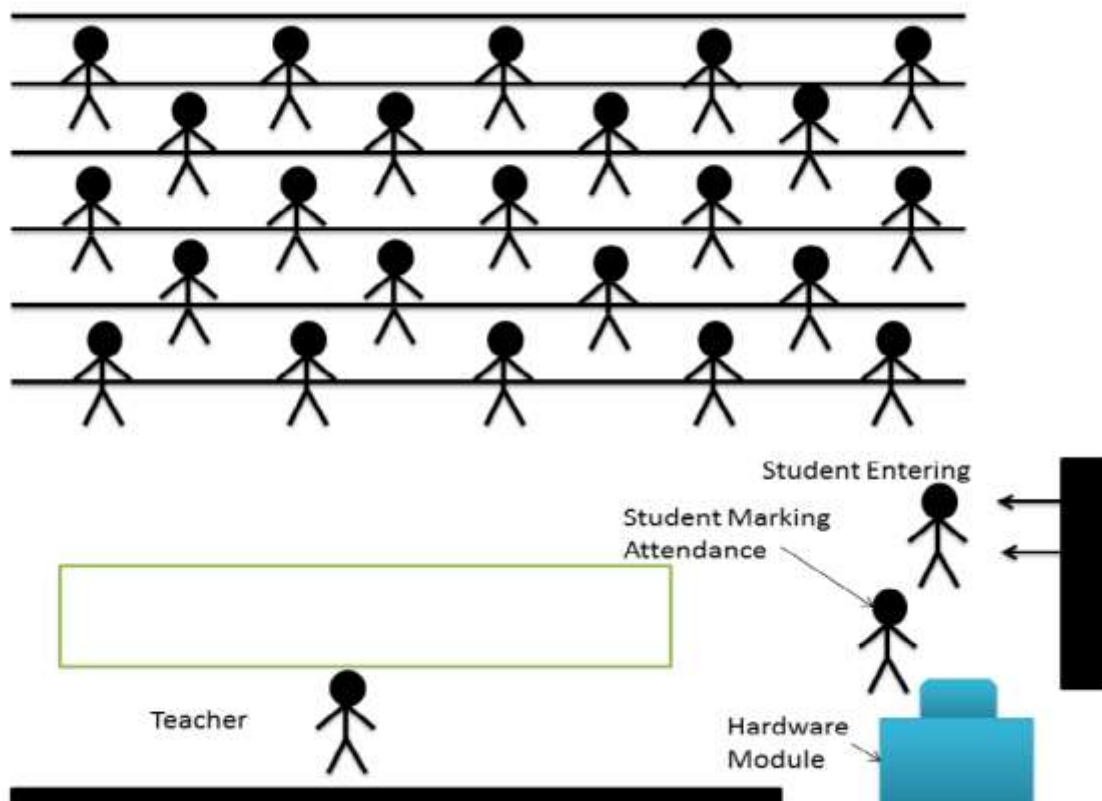 Student Entering
Student Marking
Attendance
Teacher
Hardware
Module